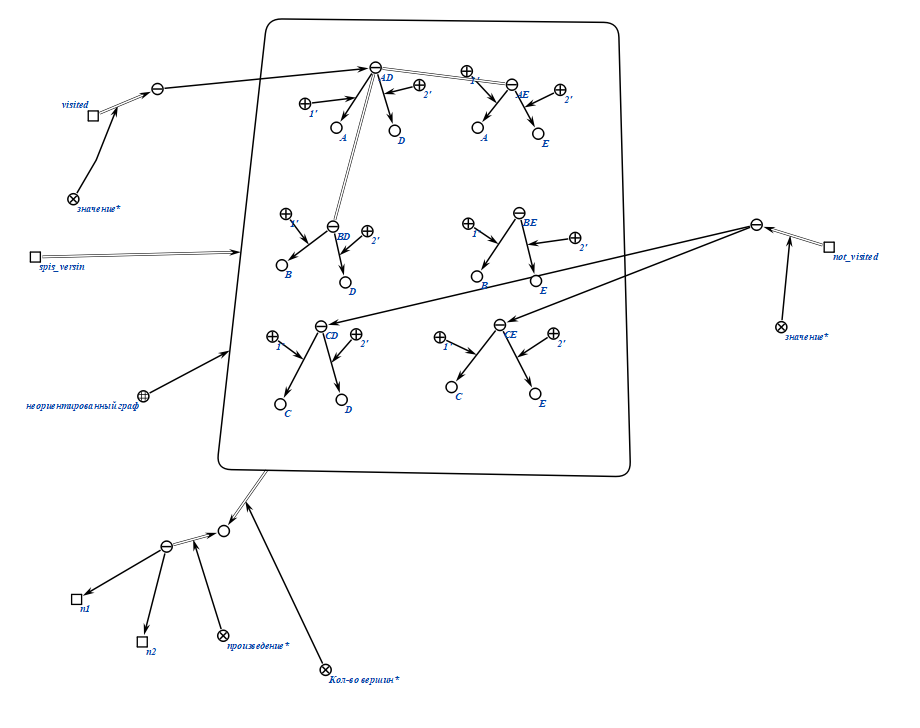 AD
1'
AE
2'
2'
visited
1'
A
D
A
E
значение*
1'
BD
2'
1'
BE
2'
not_visited
spis_versin
B
D
B
E
CD
CE
значение*
1'
2'
1'
2'
неориентированный граф
C
D
C
E
n1
n2
произведение*
Кол-во вершин*